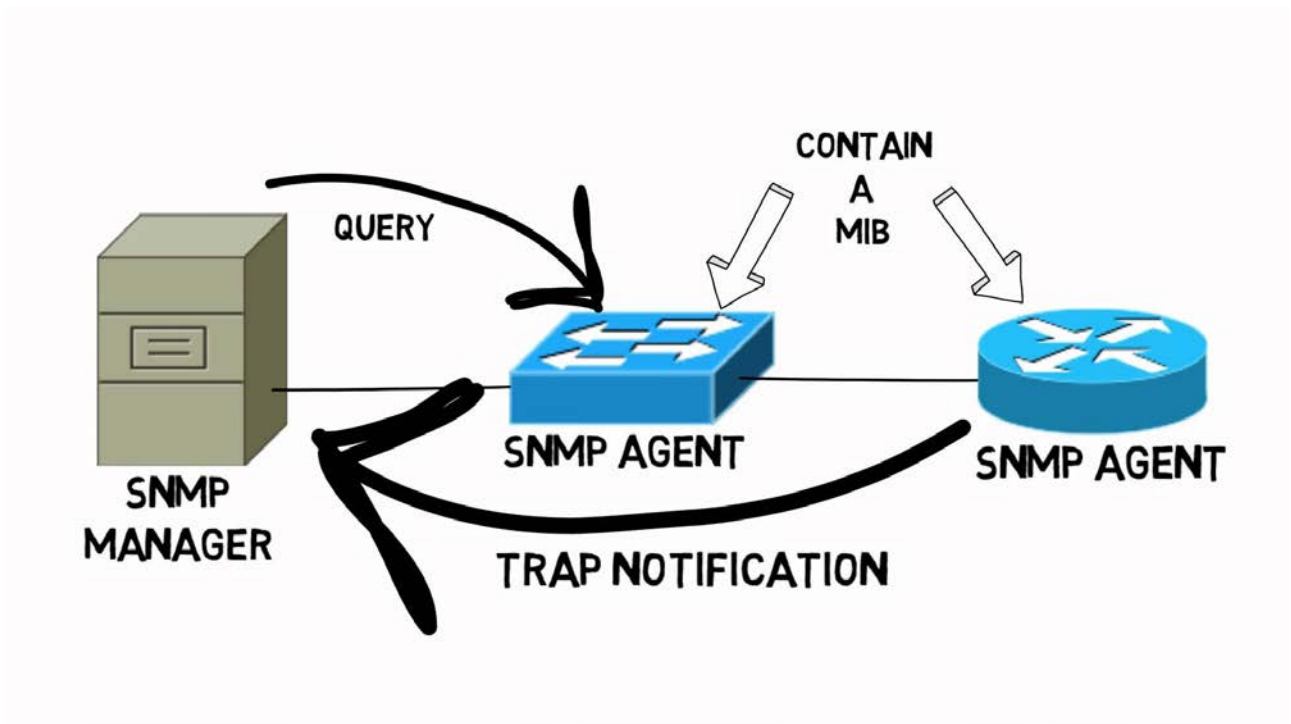 CONTAIN
A
MIB
QUERY
SNMP AGENT
SNMP AGENT
SNMP
MANAGER
TRAP NOTIFICATION